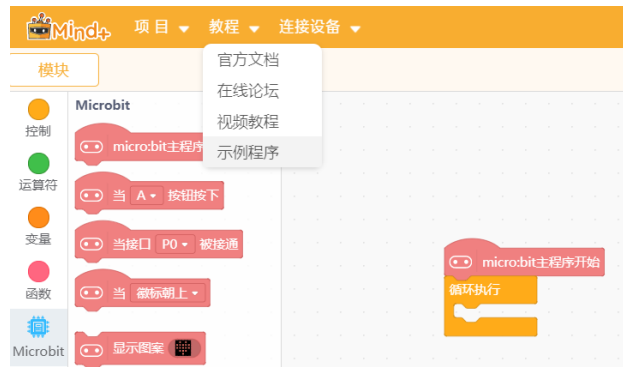 Mind+ 项目 教程 连接设备
官方文档
模块
在线论坛
视频教程
示例程序
控制
运算符
变量
函数
Microbit
Microbit
micro:bit主程序
当 A 按钮按下
当接口 P0 被接通
当 徽标朝上
显示图案
micro:bit主程序开始
循环执行